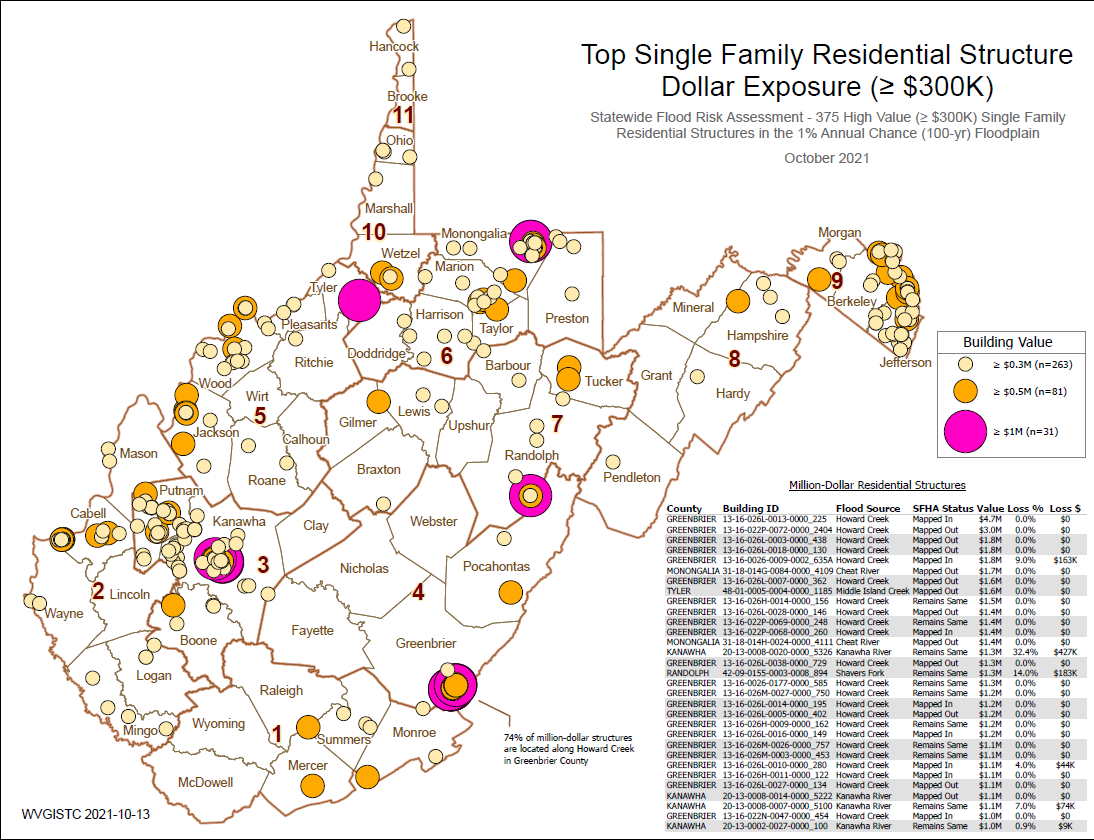 Top Single Family Residential Structure
Dollar Exposure (≥ $300K)
Statewide Flood Risk Assessment - 375 High Value (≥ $300K) Single Family
Residential Structures in the 1% Annual Chance (100-yr) Floodplain
October 2021
Hancock
Brooke
11
Ohio
Marshall
10
Wetzel
Monongalia
Marion
Tyler
Pleasants
Harrison
Taylor
Preston
Doddridge
6
Ritchie
Barbour
Wood
Wirt
5
Tucker
Grant
Mineral
Hampshire
8
Hardy
Morgan
9
Berkeley
Jefferson
Building Value
≥ $0.3M (n=263)
≥ $0.5M (n=81)
≥ $1M (n=31)
Jackson
Calhoun
Gilmer
Lewis
Upshur
7
Randolph
Pendleton
Mason
Roane
Braxton
Putnam
Cabell
Kanawha
3
Clay
Webster
Nicholas
4
Pocahontas
2
Lincoln
Wayne
Boone
Fayette
Greenbrier
Logan
Raleigh
Mingo
Wyoming
1
Summers
Monroe
McDowell
Mercer
74% of million-dollar structures
are located along Howard Creek
in Greenbrier County
Million-Dollar Residential Structures
County Building ID Flood Source SFHA Status Value Loss % Loss $
GREENBRIER 13-16-026L-0013-0000_225 Howard Creek Mapped In $4.7M 0.0% $0
GREENBRIER 13-16-022P-0072-0000_2404 Howard Creek Mapped Out $3.0M 0.0% $0
GREENBRIER 13-16-026L-0003-0000_438 Howard Creek Mapped Out $1.8M 0.0% $0
GREENBRIER 13-16-026L-0018-0000_130 Howard Creek Mapped Out $1.8M 0.0% $0
GREENBRIER 13-16-0026-0009-0002_635A Howard Creek Mapped In $1.8M 9.0% $163K
MONONGALIA 31-18-014G-0084-0000_4109 Cheat River Mapped Out $1.7M 0.0% $0
GREENBRIER 13-16-026L-0007-0000_362 Howard Creek Mapped Out $1.6M 0.0% $0
TYLER 48-01-0005-0004-0000_1185 Middle Island Creek Mapped Out $1.6M 0.0% $0
GREENBRIER 13-16-026H-0014-0000_156 Howard Creek Remains Same $1.5M 0.0% $0
GREENBRIER 13-16-026L-0028-0000_146 Howard Creek Mapped Out $1.4M 0.0% $0
GREENBRIER 13-16-022P-0069-0000_248 Howard Creek Remains Same $1.4M 0.0% $0
GREENBRIER 13-16-022P-0068-0000_260 Howard Creek Mapped In $1.4M 0.0% $0
MONONGALIA 31-18-014H-0024-0000_4111 Cheat River Mapped Out $1.4M 0.0% $0
KANAWHA 20-13-0008-0020-0000_5326 Kanawha River Remains Same $1.3M 32.4% $427K
GREENBRIER 13-16-026L-0038-0000_729 Howard Creek Mapped Out $1.3M 0.0% $0
RANDOLPH 42-09-0155-0003-0008_894 Shavers Fork Remains Same $1.3M 14.0% $183K
GREENBRIER 13-16-0026-0177-0000_585 Howard Creek Remains Same $1.3M 0.0% $0
GREENBRIER 13-16-026M-0027-0000_750 Howard Creek Remains Same $1.2M 0.0% $0
GREENBRIER 13-16-026L-0014-0000_195 Howard Creek Mapped In $1.2M 0.0% $0
GREENBRIER 13-16-026L-0005-0000_402 Howard Creek Mapped Out $1.2M 0.0% $0
GREENBRIER 13-16-026H-0009-0000_162 Howard Creek Remains Same $1.2M 0.0% $0
GREENBRIER 13-16-026L-0016-0000_149 Howard Creek Mapped In $1.2M 0.0% $0
GREENBRIER 13-16-026M-0026-0000_757 Howard Creek Remains Same $1.1M 0.0% $0
GREENBRIER 13-16-026M-0003-0000_453 Howard Creek Remains Same $1.1M 0.0% $0
GREENBRIER 13-16-026L-0010-0000_280 Howard Creek Mapped In $1.1M 4.0% $44K
GREENBRIER 13-16-026H-0011-0000_122 Howard Creek Mapped In $1.1M 0.0% $0
GREENBRIER 13-16-026L-0027-0000_134 Howard Creek Mapped Out $1.1M 0.0% $0
KANAWHA 20-13-0008-0014-0000_5222 Kanawha River Mapped Out $1.1M 0.0% $0
KANAWHA 20-13-0008-0007-0000_5100 Kanawha River Remains Same $1.1M 7.0% $74K
GREENBRIER 13-16-022N-0047-0000_454 Howard Creek Mapped In $1.0M 0.0% $0
KANAWHA 20-13-0002-0027-0000_100 Kanawha River Remains Same $1.0M 0.9% $9K
WVGISTC 2021-10-13